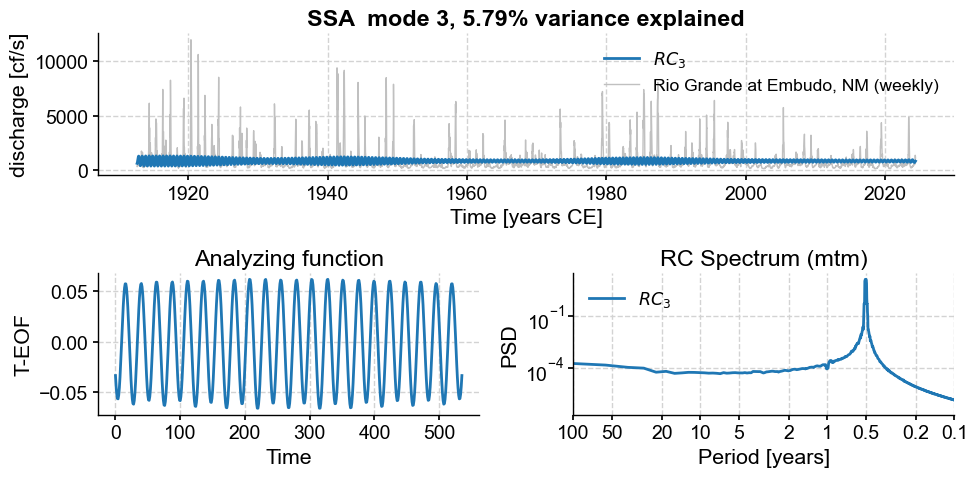 SSA  mode 3, 5.79% variance explained
discharge [cf/s]
10000
5000
0
RC₃
Rio Grande at Embudo, NM (weekly)
1920 1940 1960 1980 2000 2020
Time [years CE]
Analyzing function
T-EOF
0.05
0.00
−0.05
0 100 200 300 400 500
Time
RC Spectrum (mtm)
PSD
10⁻¹
10⁻⁴
RC₃
100 50 20 10 5 2 1 0.5 0.2 0.1
Period [years]